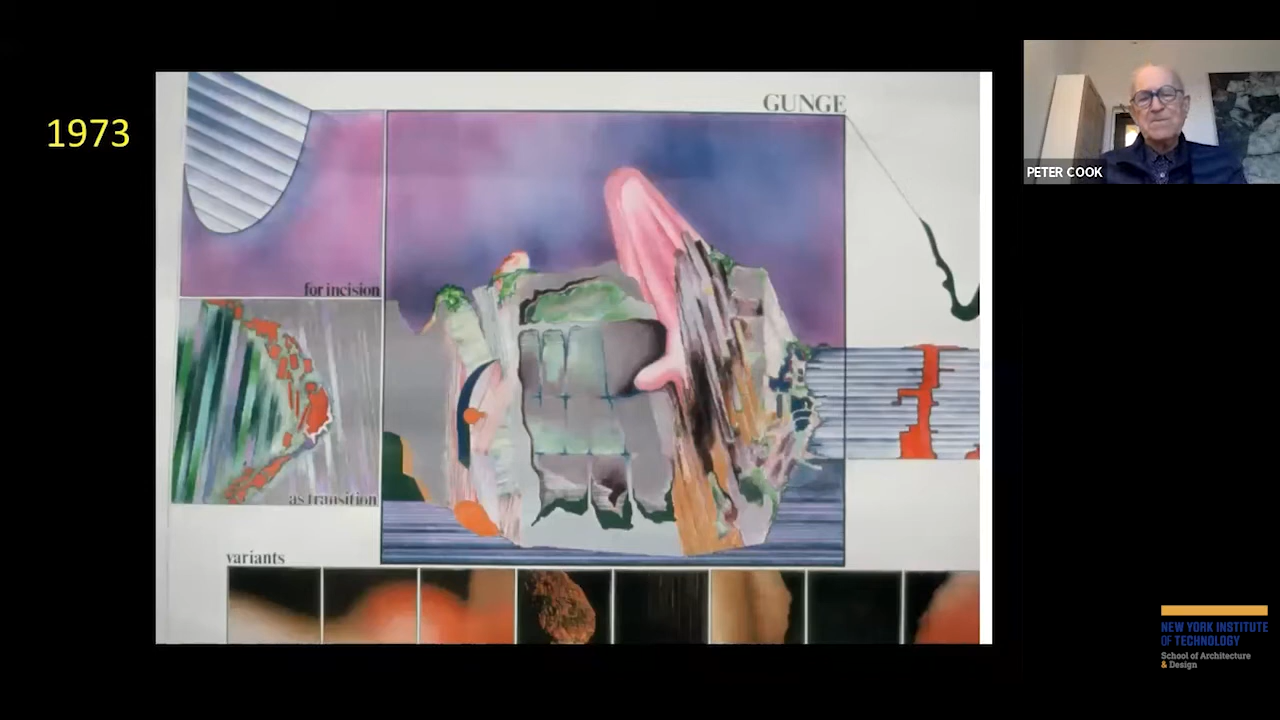 1973
GUNGE
PETER COOK
for incision
as transition
variants
NEW YORK INSTITUTE
OF TECHNOLOGY
School of Architecture
& Design